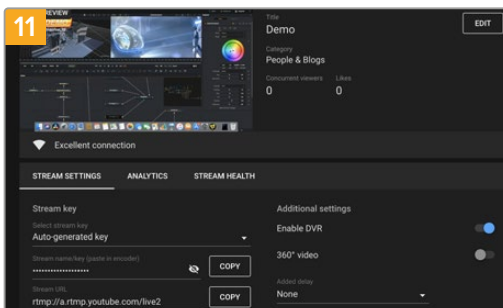 11
PREVIEW
Title
Demo
EDIT
Category
People & Blogs
Concurrent viewers Likes
0 0
Excellent connection
STREAM SETTINGS ANALYTICS STREAM HEALTH
Stream key Additional settings
Select stream key
Auto-generated key
Enable DVR
360° video
Stream name/key (paste in encoder)
•••••••••••••••••••• COPY
Added delay
None
Stream URL
rtmp://a.rtmp.youtube.com/live2 COPY